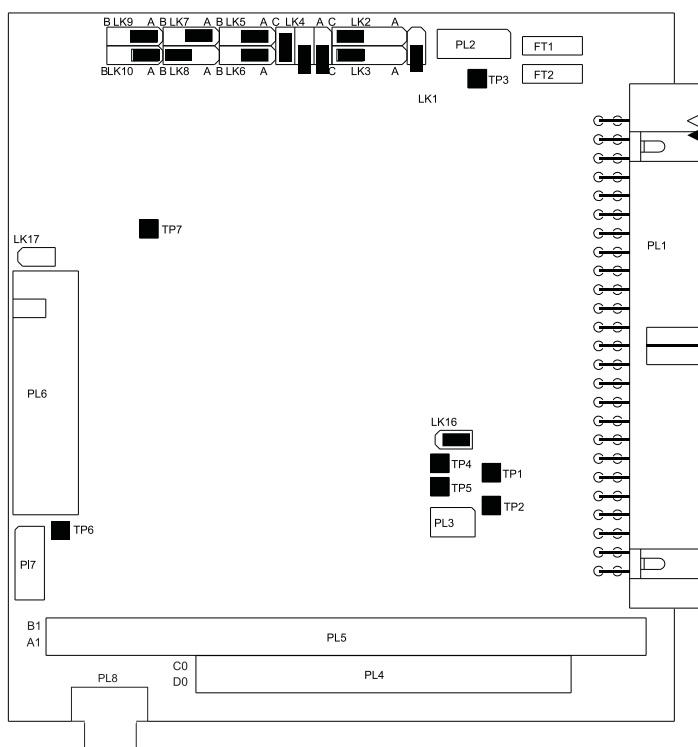 B LK9 A B LK7 A B LK5 A C LK4 A C LK2 A
BLK10 A B LK8 A B LK6 A C LK3 A
PL2
FT1
FT2
TP3
LK1
TP7
LK17
PL1
PL6
LK16
TP4
TP1
TP5
TP2
PL3
TP6
Pl7
B1
A1
PL5
C0
D0
PL4
PL8